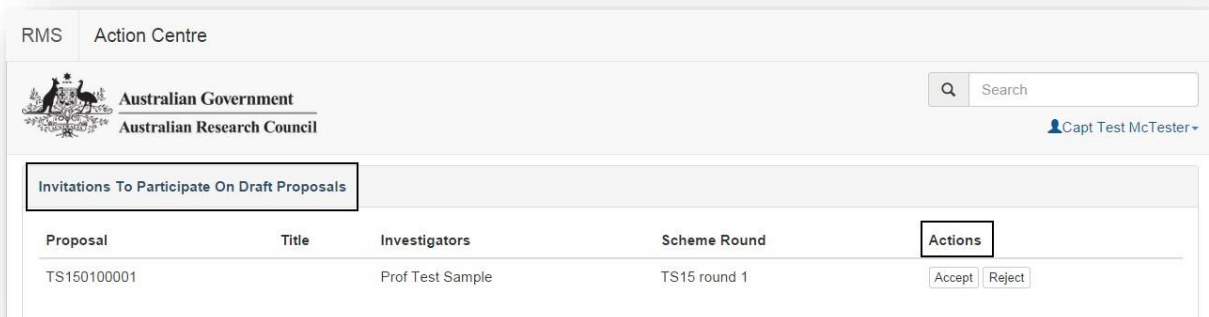 RMS Action Centre
Australian Government
Australian Research Council
Search
Capt Test McTester
Invitations To Participate On Draft Proposals
Proposal Title Investigators Scheme Round Actions
TS150100001 Prof Test Sample TS15 round 1 Accept Reject